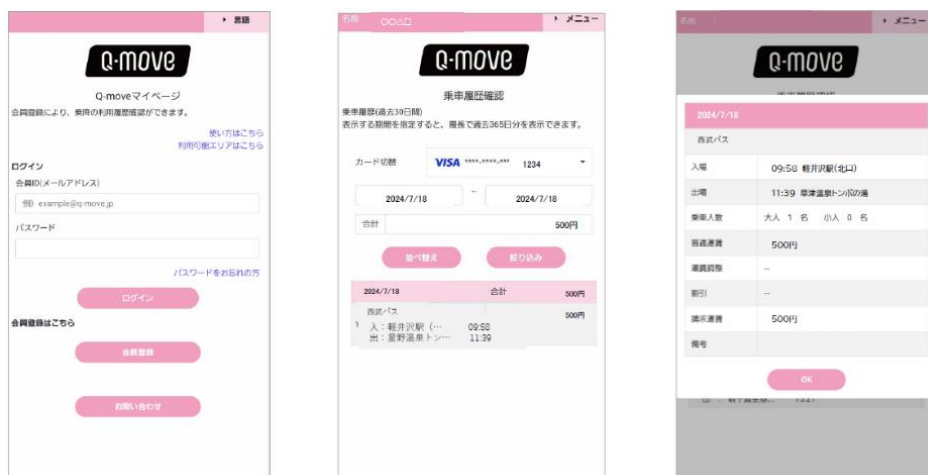 言語
Q-move
Q-moveマイページ
会員登録により、乗降の利用履歴確認ができます。
使い方はこちら
利用可能エリアはこちら
ログイン
会員ID(メールアドレス)
例) example@q-move.jp
パスワード
パスワードをお忘れの方
ログイン
会員登録はこちら
会員登録
お問い合わせ
名前 ○○△□ メニュー
Q-move
乗車履歴確認
乗車履歴(過去30日間)
表示する期間を指定すると、最長で過去365日分を表示できます。
カード切替 VISA ****-****-*** 1234
2024/7/18 ~ 2024/7/18
合計 500円
並べ替え 絞り込み
2024/7/18 合計 500円
西武バス 500円
1 入：軽井沢駅（… 09:58
出：星野温泉トン… 11:39
名前 メニュー
Q-move
乗車履歴確認
2024/7/18
西武バス
入場 09:58 軽井沢駅(北口)
出場 11:39 草津温泉トンボの湯
乗車人数 大人 1 名 小人 0 名
普通運賃 500円
運賃調整 --
割引 --
請求運賃 500円
備考
OK